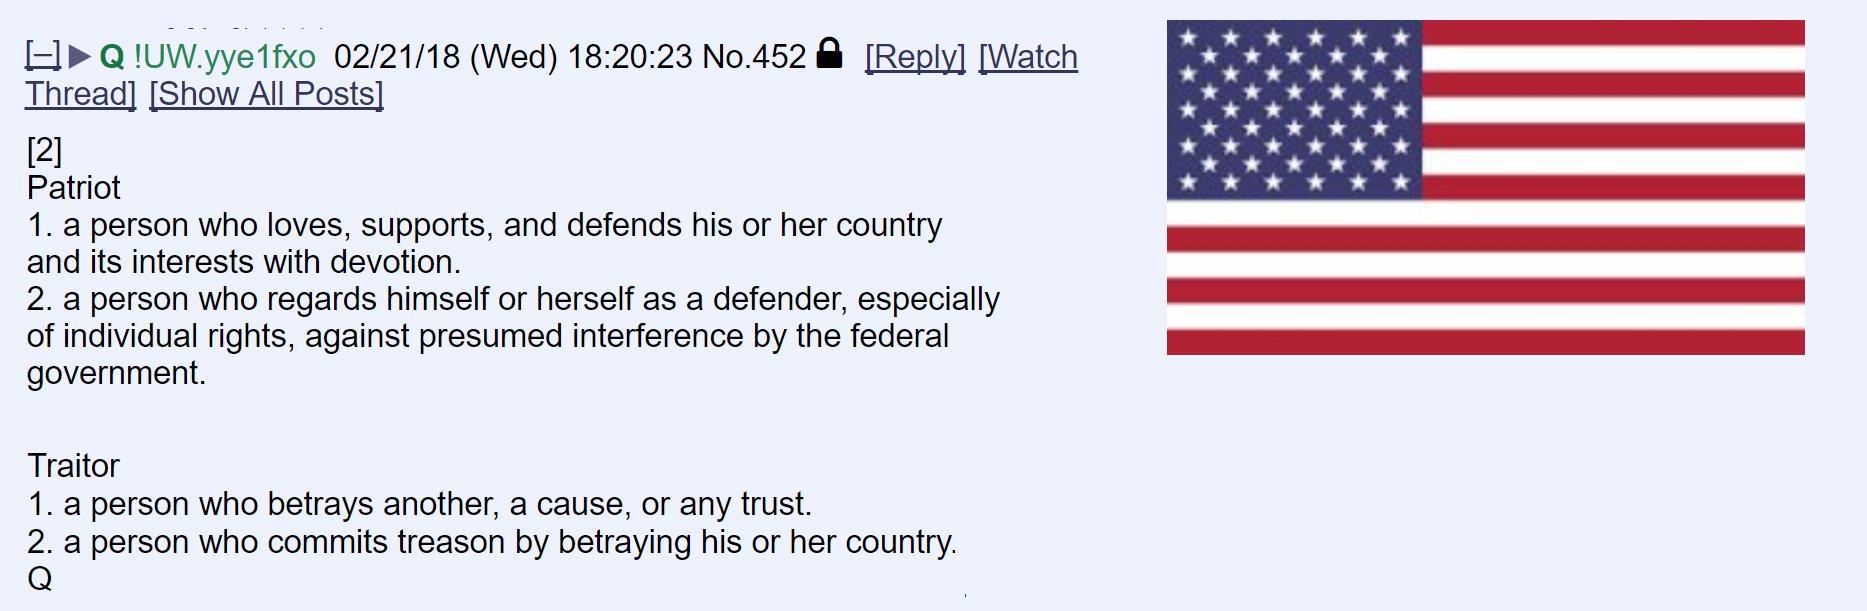 [–] ▶ Q !UW.yye1fxo 02/21/18 (Wed) 18:20:23 No.452 [Reply] [Watch
Thread] [Show All Posts]
[2]
Patriot
1. a person who loves, supports, and defends his or her country
and its interests with devotion.
2. a person who regards himself or herself as a defender, especially
of individual rights, against presumed interference by the federal
government.
Traitor
1. a person who betrays another, a cause, or any trust.
2. a person who commits treason by betraying his or her country.
Q